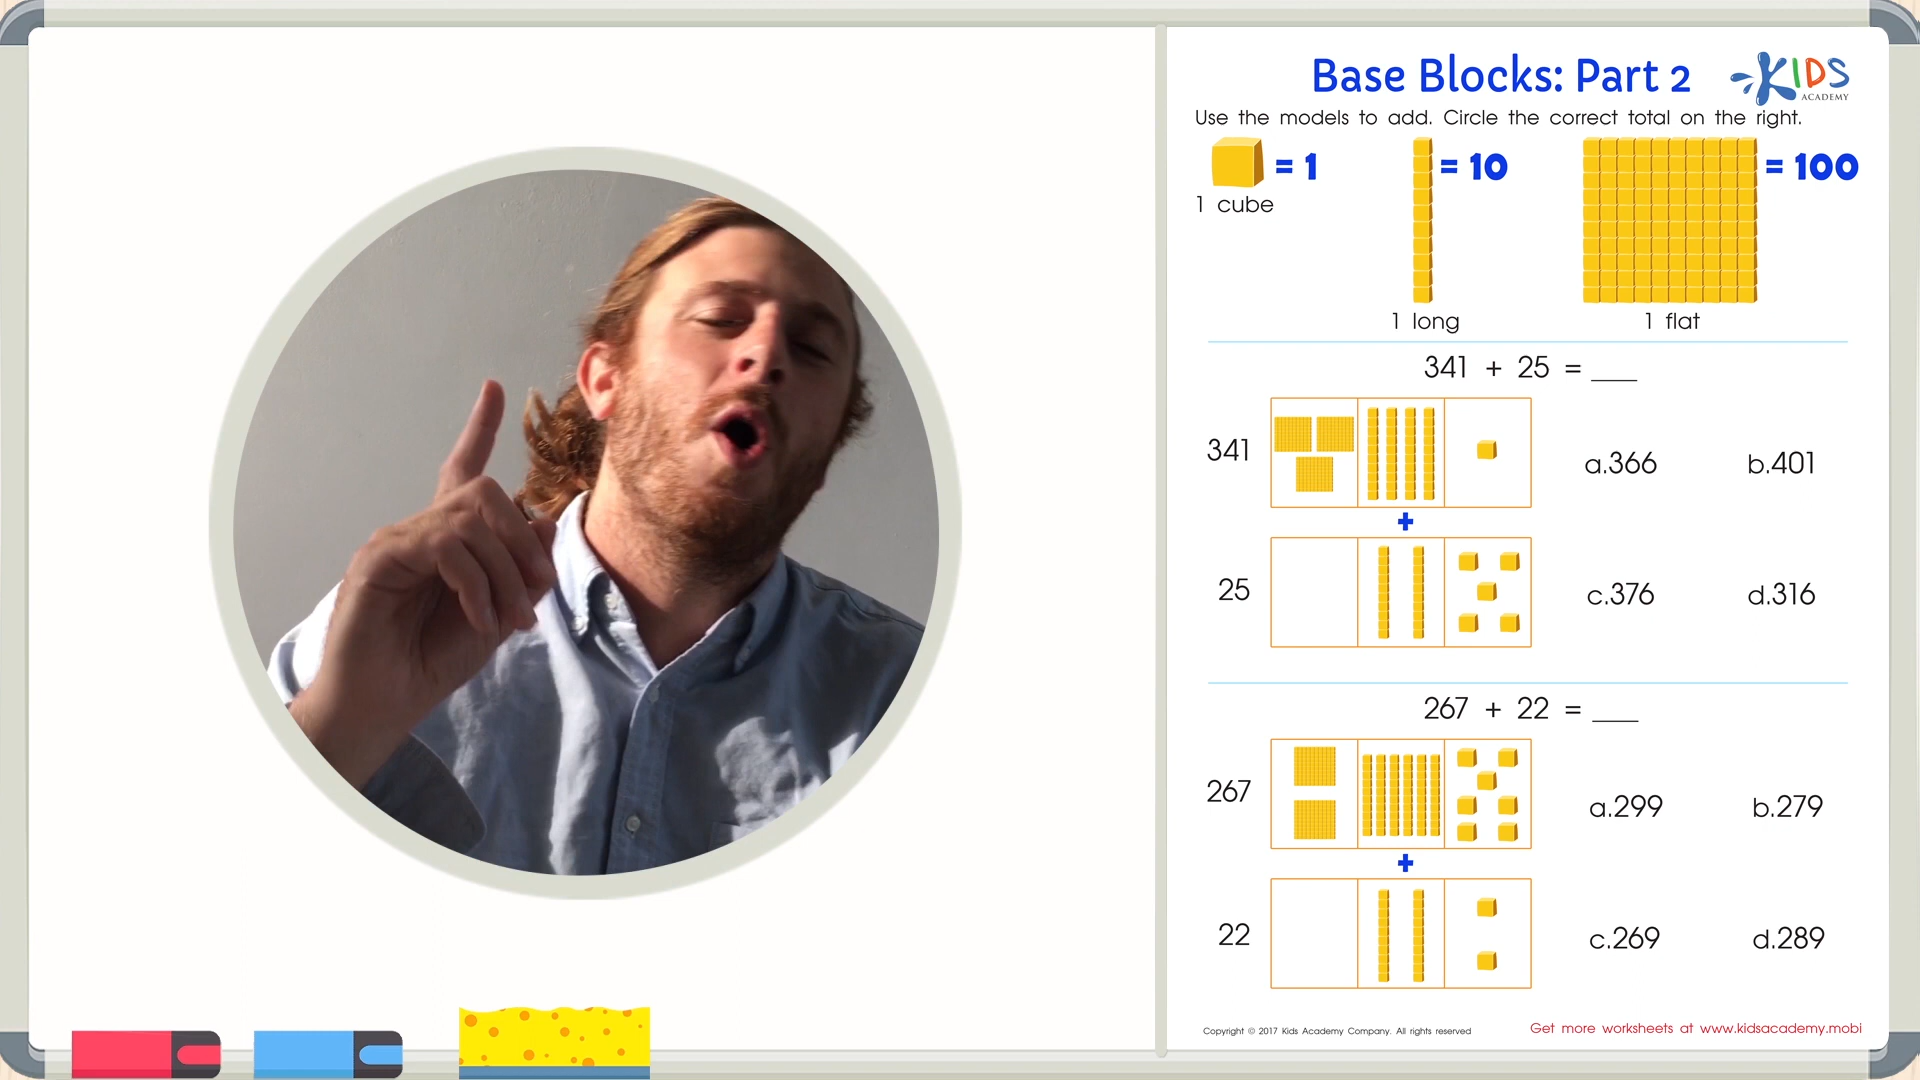 Base Blocks: Part 2
KIDS
ACADEMY
Use the models to add. Circle the correct total on the right.
= 1
= 10
= 100
1 cube
1 long
1 flat
341 + 25 = ___
341
a.366
b.401
+
25
c.376
d.316
267 + 22 = ___
267
a.299
b.279
+
22
c.269
d.289
Copyright © 2017 Kids Academy Company. All rights reserved
Get more worksheets at www.kidsacademy.mobi